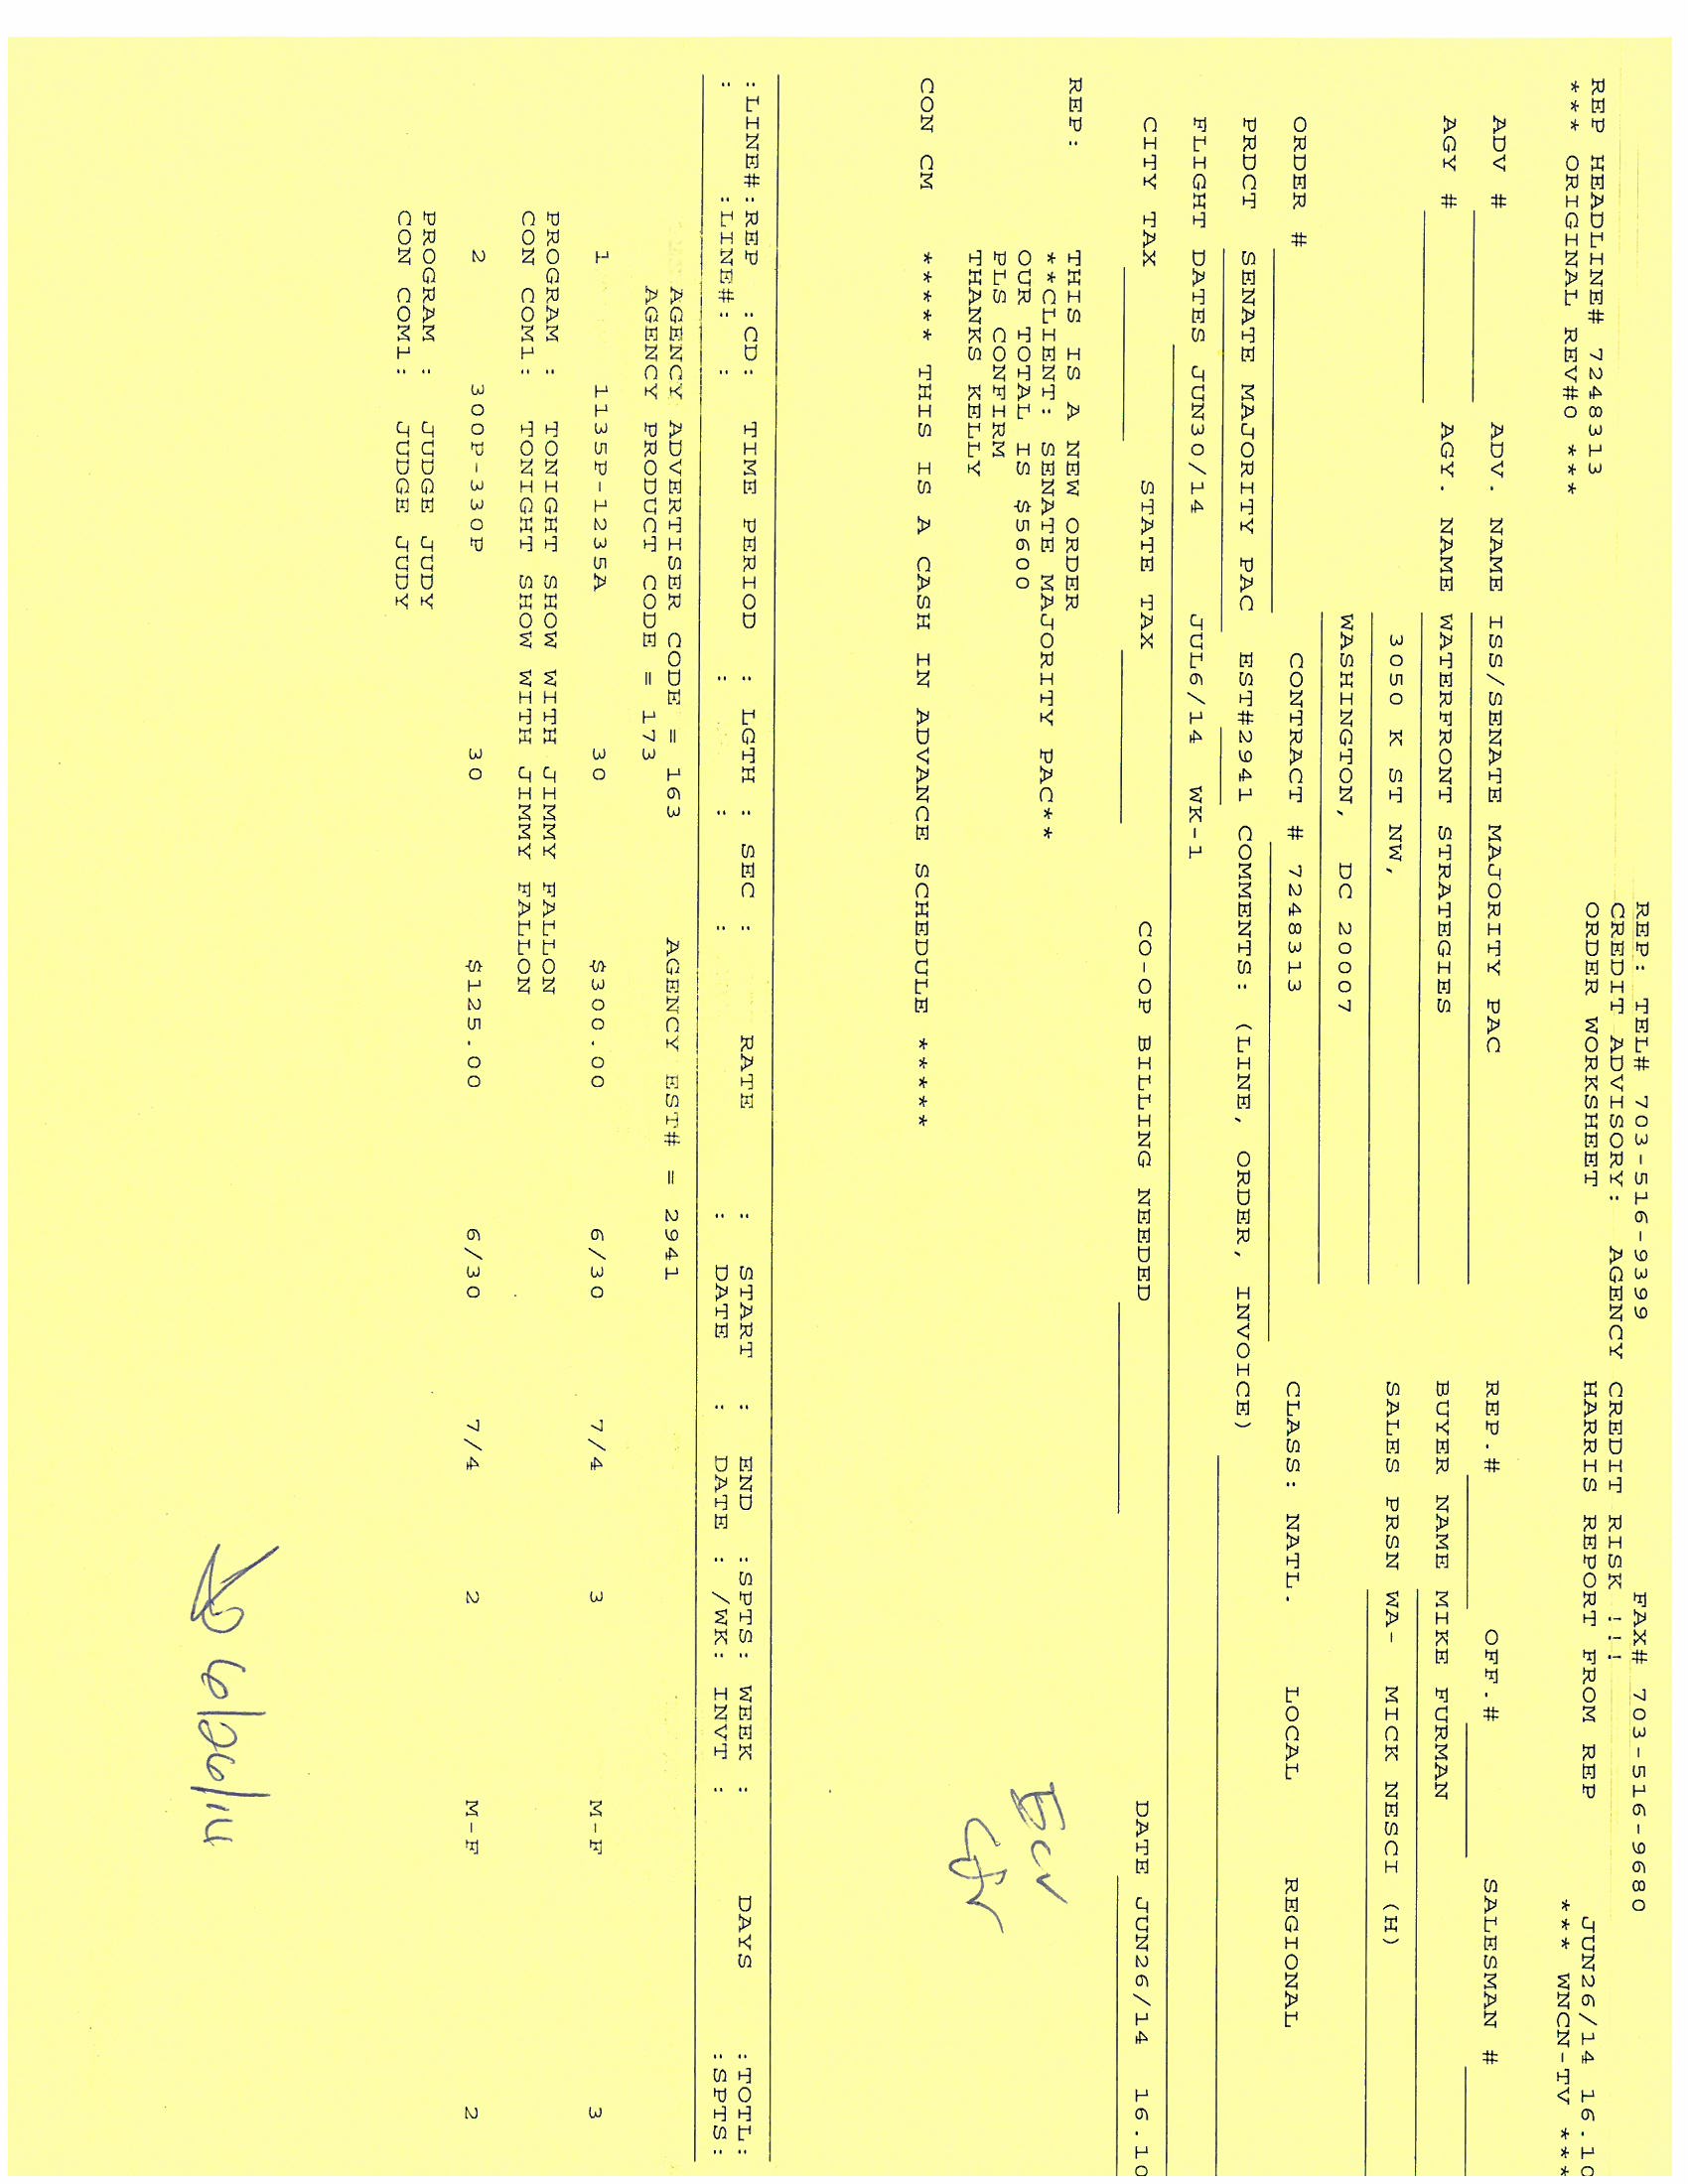 REP: TEL# 703-516-9399 FAX# 703-516-9680
CREDIT ADVISORY: AGENCY CREDIT RISK !!!
REP HEADLINE# 7248313 ORDER WORKSHEET HARRIS REPORT FROM REP JUN26/14 16.10
*** ORIGINAL REV#0 *** *** WNCN-TV ***
ADV # ADV. NAME ISS/SENATE MAJORITY PAC REP.# OFF.# SALESMAN #
AGY # AGY. NAME WATERFRONT STRATEGIES BUYER NAME MIKE FURMAN
3050 K ST NW, SALES PRSN WA- MICK NESCI (H)
WASHINGTON, DC 20007
ORDER # CONTRACT # 7248313 CLASS: NATL. LOCAL REGIONAL
PRDCT SENATE MAJORITY PAC EST#2941 COMMENTS: (LINE, ORDER, INVOICE)
FLIGHT DATES JUN30/14 JUL6/14 WK-1
CITY TAX STATE TAX CO-OP BILLING NEEDED DATE JUN26/14 16.10
REP: THIS IS A NEW ORDER
**CLIENT: SENATE MAJORITY PAC**
OUR TOTAL IS $5600
PLS CONFIRM
THANKS KELLY
CON CM ***** THIS IS A CASH IN ADVANCE SCHEDULE *****
:LINE#:REP :CD: TIME PERIOD : LGTH : SEC : RATE : START : END :SPTS: WEEK : DAYS :TOTL:
: :LINE#: : : : : : DATE : DATE : /WK: INVT : :SPTS:
AGENCY ADVERTISER CODE = 163 AGENCY EST# = 2941
AGENCY PRODUCT CODE = 173
1 1135P-1235A 30 $300.00 6/30 7/4 3 M-F 3
PROGRAM : TONIGHT SHOW WITH JIMMY FALLON
CON COM1: TONIGHT SHOW WITH JIMMY FALLON
2 300P-330P 30 $125.00 6/30 7/4 2 M-F 2
PROGRAM : JUDGE JUDY
CON COM1: JUDGE JUDY
6/26/14